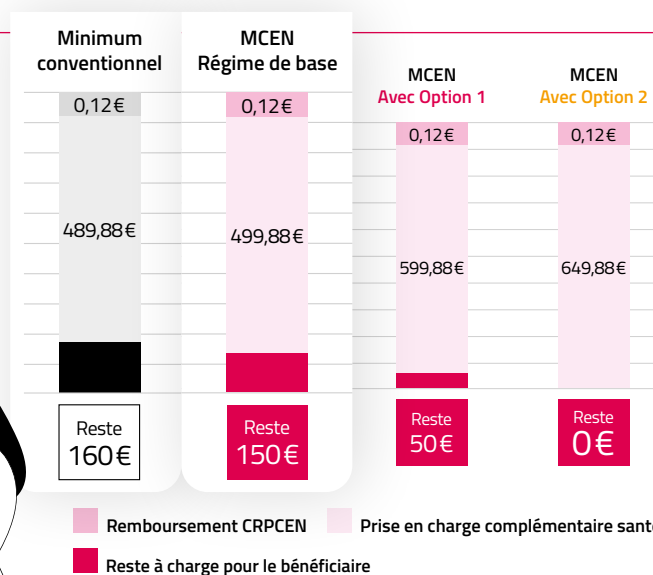 Minimum
conventionnel
0,12€
489,88€
Reste
160€
MCEN
Régime de base
0,12€
499,88€
Reste
150€
MCEN
Avec Option 1
0,12€
599,88€
Reste
50€
MCEN
Avec Option 2
0,12€
649,88€
Reste
0€
Remboursement CRPCEN
Prise en charge complémentaire sant
Reste à charge pour le bénéficiaire